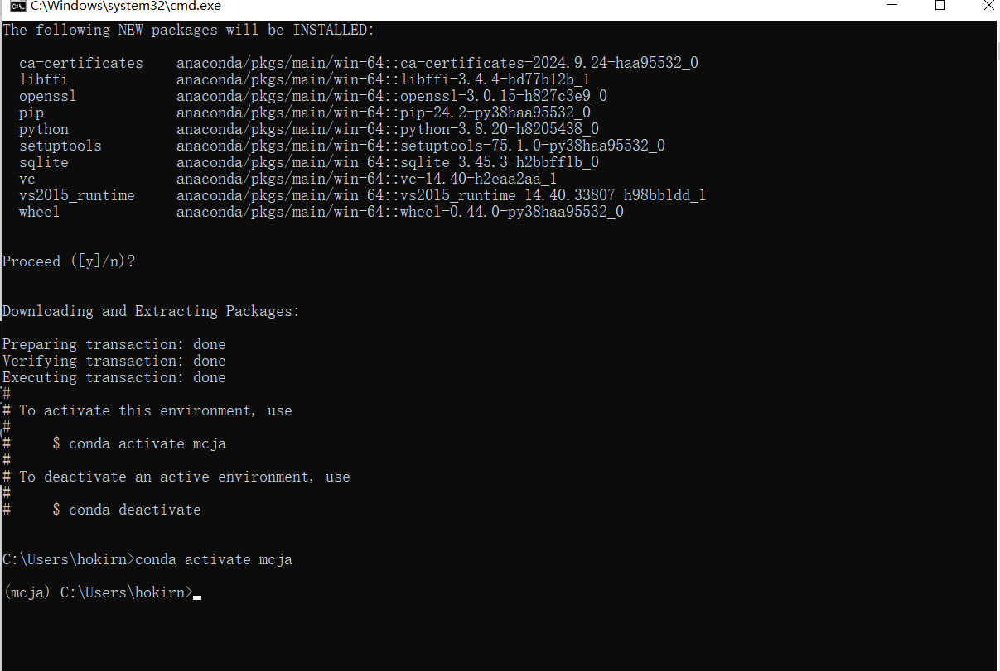 C:\Windows\system32\cmd.exe
The following NEW packages will be INSTALLED:
ca-certificates anaconda/pkgs/main/win-64::ca-certificates-2024.9.24-haa95532_0
libffi anaconda/pkgs/main/win-64::libffi-3.4.4-hd77b12b_1
openssl anaconda/pkgs/main/win-64::openssl-3.0.15-h827c3e9_0
pip anaconda/pkgs/main/win-64::pip-24.2-py38haa95532_0
python anaconda/pkgs/main/win-64::python-3.8.20-h8205438_0
setuptools anaconda/pkgs/main/win-64::setuptools-75.1.0-py38haa95532_0
sqlite anaconda/pkgs/main/win-64::sqlite-3.45.3-h2bbff1b_0
vc anaconda/pkgs/main/win-64::vc-14.40-h2eaa2aa_1
vs2015_runtime anaconda/pkgs/main/win-64::vs2015_runtime-14.40.33807-h98bb1dd_1
wheel anaconda/pkgs/main/win-64::wheel-0.44.0-py38haa95532_0
Proceed ([y]/n)?
Downloading and Extracting Packages:
Preparing transaction: done
Verifying transaction: done
Executing transaction: done
#
# To activate this environment, use
#
# $ conda activate mcja
#
# To deactivate an active environment, use
#
# $ conda deactivate
C:\Users\hokirn>conda activate mcja
(mcja) C:\Users\hokirn>